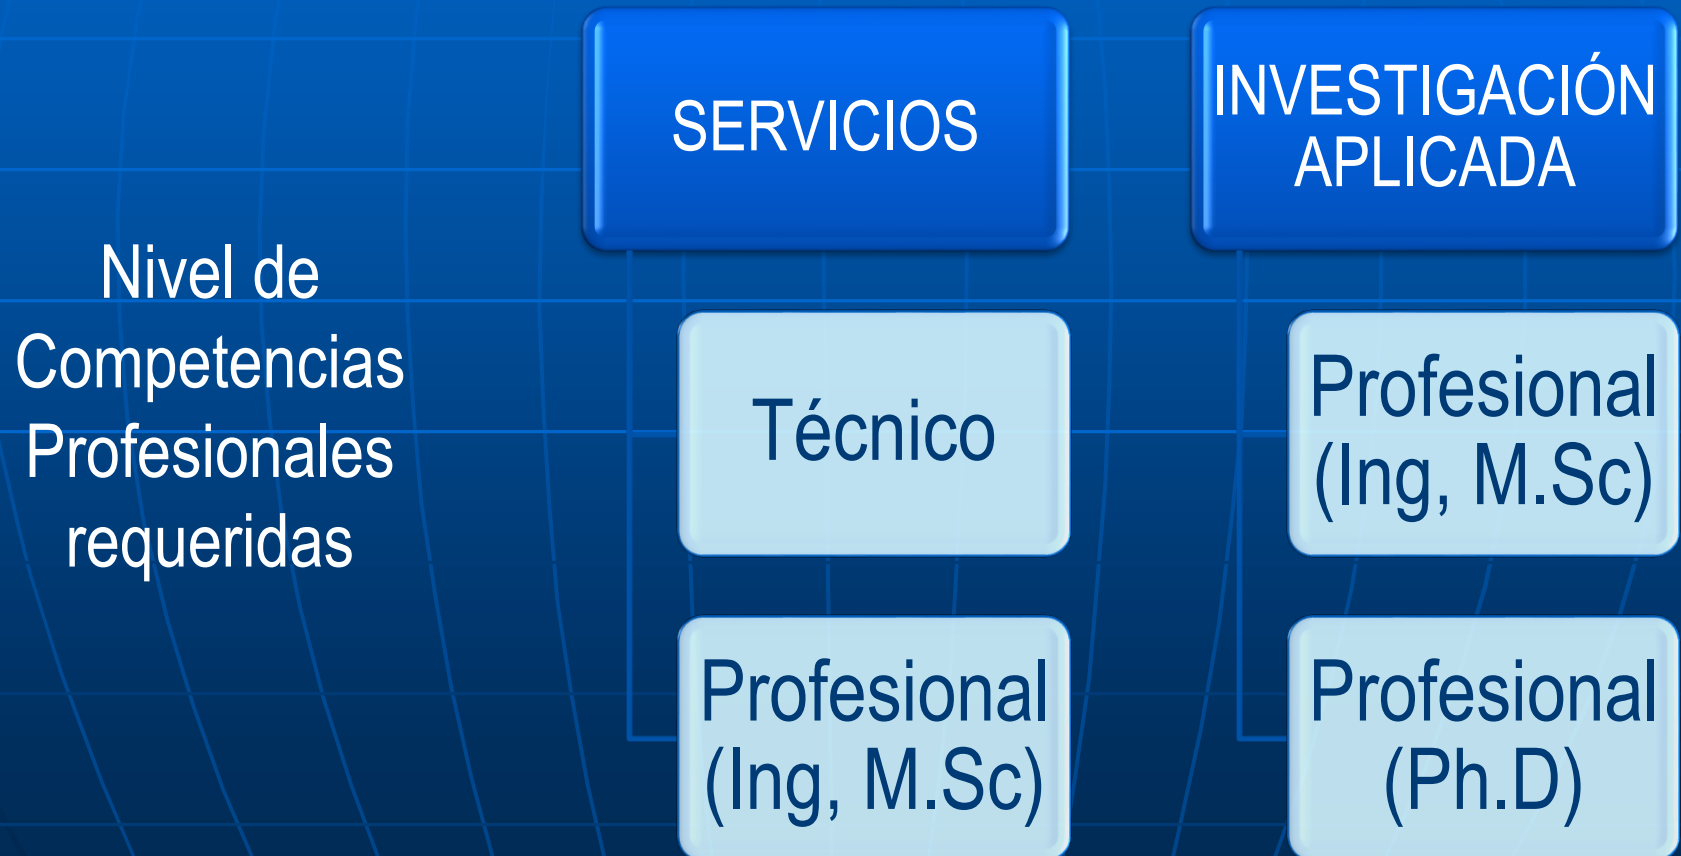 Nivel de
Competencias
Profesionales
requeridas
SERVICIOS
Técnico
Profesional
(Ing, M.Sc)
INVESTIGACIÓN
APLICADA
Profesional
(Ing, M.Sc)
Profesional
(Ph.D)